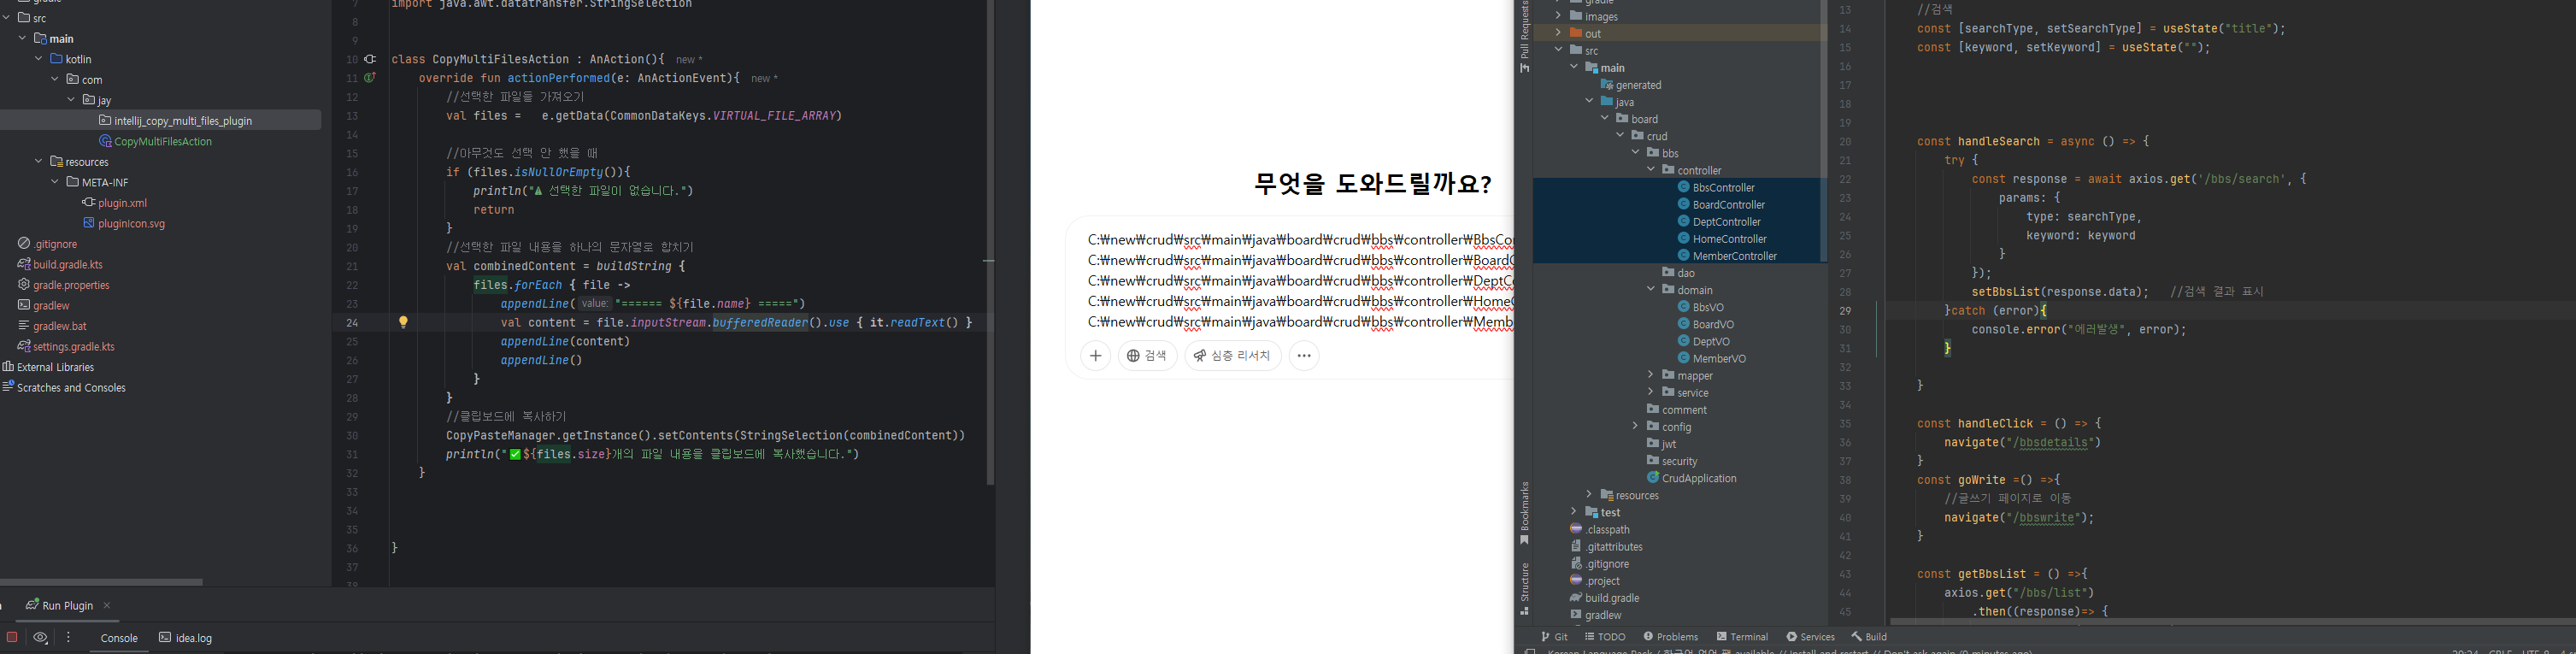 src
main
kotlin
com
jay
intellij_copy_multi_files_plugin
CopyMultiFilesAction
resources
META-INF
plugin.xml
pluginIcon.svg
.gitignore
build.gradle.kts
gradle.properties
gradlew
gradlew.bat
settings.gradle.kts
External Libraries
Scratches and Consoles
7 import java.awt.datatransfer.StringSelection
8
9
10 class CopyMultiFilesAction : AnAction(){ new *
11 override fun actionPerformed(e: AnActionEvent){ new *
12 //선택한 파일들 가져오기
13 val files = e.getData(CommonDataKeys.VIRTUAL_FILE_ARRAY)
14
15 //아무것도 선택 안 했을 때
16 if (files.isNullOrEmpty()){
17 println("⚠ 선택한 파일이 없습니다.")
18 return
19 }
20 //선택한 파일 내용을 하나의 문자열로 합치기
21 val combinedContent = buildString {
22 files.forEach { file ->
23 appendLine( value: "====== ${file.name} =====")
24 val content = file.inputStream.bufferedReader().use { it.readText() }
25 appendLine(content)
26 appendLine()
27 }
28 }
29 //클립보드에 복사하기
30 CopyPasteManager.getInstance().setContents(StringSelection(combinedContent))
31 println("✅${files.size}개의 파일 내용을 클립보드에 복사했습니다.")
32 }
33
34
35
36 }
37
Run Plugin ×
Console idea.log
무엇을 도와드릴까요?
C:₩new₩crud₩src₩main₩java₩board₩crud₩bbs₩controller₩BbsCon
C:₩new₩crud₩src₩main₩java₩board₩crud₩bbs₩controller₩BoardC
C:₩new₩crud₩src₩main₩java₩board₩crud₩bbs₩controller₩DeptCo
C:₩new₩crud₩src₩main₩java₩board₩crud₩bbs₩controller₩HomeC
C:₩new₩crud₩src₩main₩java₩board₩crud₩bbs₩controller₩Memb
검색 심층 리서치
Pull Requests
Bookmarks
Structure
gradle
images
out
src
main
generated
java
board
crud
bbs
controller
BbsController
BoardController
DeptController
HomeController
MemberController
dao
domain
BbsVO
BoardVO
DeptVO
MemberVO
mapper
service
comment
config
jwt
security
CrudApplication
resources
test
.classpath
.gitattributes
.gitignore
.project
build.gradle
gradlew
13 //검색
14 const [searchType, setSearchType] = useState("title");
15 const [keyword, setKeyword] = useState("");
16
17
18
19
20 const handleSearch = async () => {
21 try {
22 const response = await axios.get('/bbs/search', {
23 params: {
24 type: searchType,
25 keyword: keyword
26 }
27 });
28 setBbsList(response.data); //검색 결과 표시
29 }catch (error){
30 console.error("에러발생", error);
31 }
32
33 }
34
35 const handleClick = () => {
36 navigate("/bbsdetails")
37 }
38 const goWrite =() =>{
39 //글쓰기 페이지로 이동
40 navigate("/bbswrite");
41 }
42
43 const getBbsList = () =>{
44 axios.get("/bbs/list")
45 .then((response)=> {
Git TODO Problems Terminal Services Build